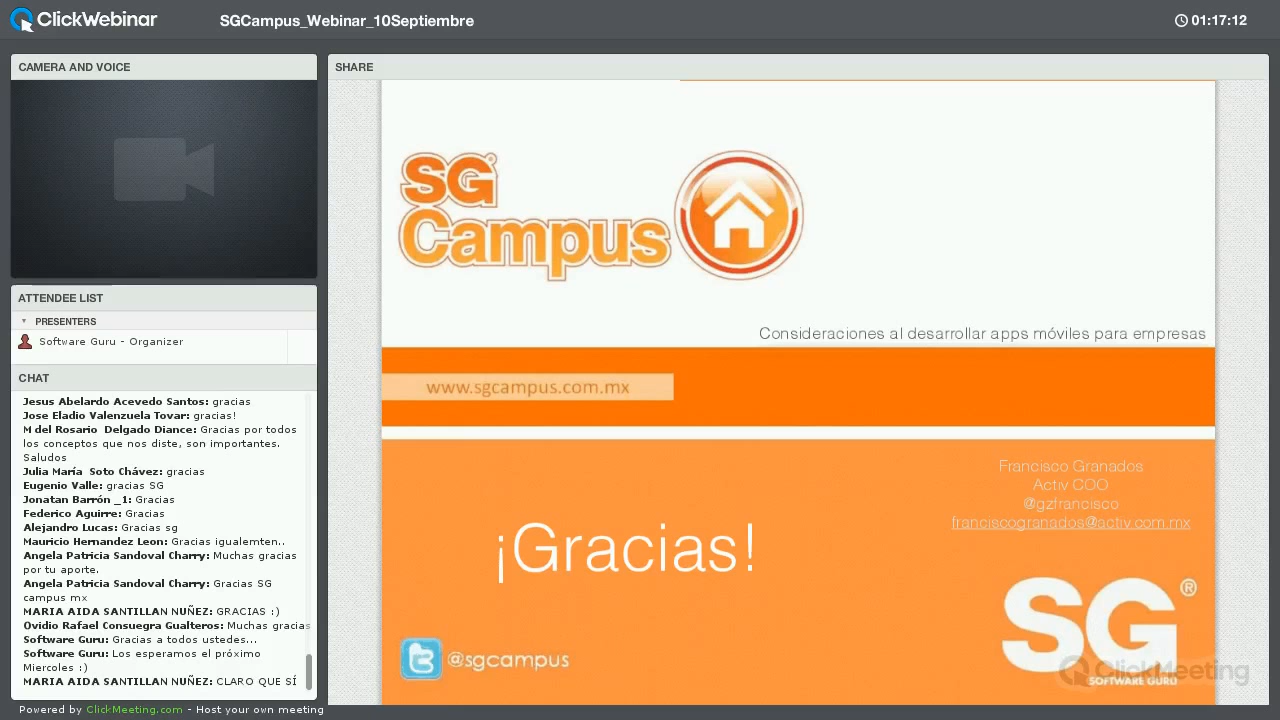 ClickWebinar
SGCampus_Webinar_10Septiembre
01:17:12
CAMERA AND VOICE
ATTENDEE LIST
PRESENTERS
Software Guru - Organizer
CHAT
Jesus Abelardo Acevedo Santos: gracias
Jose Eladio Valenzuela Tovar: gracias!
M del Rosario Delgado Diance: Gracias por todos
los conceptos que nos diste, son importantes.
Saludos
Julia María Soto Chávez: gracias
Eugenio Valle: gracias SG
Jonatan Barrón _1: Gracias
Federico Aguirre: Gracias
Alejandro Lucas: Gracias sg
Mauricio Hernandez Leon: Gracias igualemten..
Angela Patricia Sandoval Charry: Muchas gracias
por tu aporte.
Angela Patricia Sandoval Charry: Gracias SG
campus mx
MARIA AIDA SANTILLAN NUÑEZ: GRACIAS :)
Ovidio Rafael Consuegra Gualteros: Muchas gracias
Software Guru: Gracias a todos ustedes...
Software Guru: Los esperamos el próximo
Miercoles :)
MARIA AIDA SANTILLAN NUÑEZ: CLARO QUE SÍ
Powered by ClickMeeting.com - Host your own meeting
SHARE
SG
Campus
Consideraciones al desarrollar apps móviles para empresas
www.sgcampus.com.mx
Francisco Granados
Activ COO
@gzfrancisco
franciscogranados@activ.com.mx
¡Gracias!
SG®
SOFTWARE GURU
ClickMeeting
@sgcampus